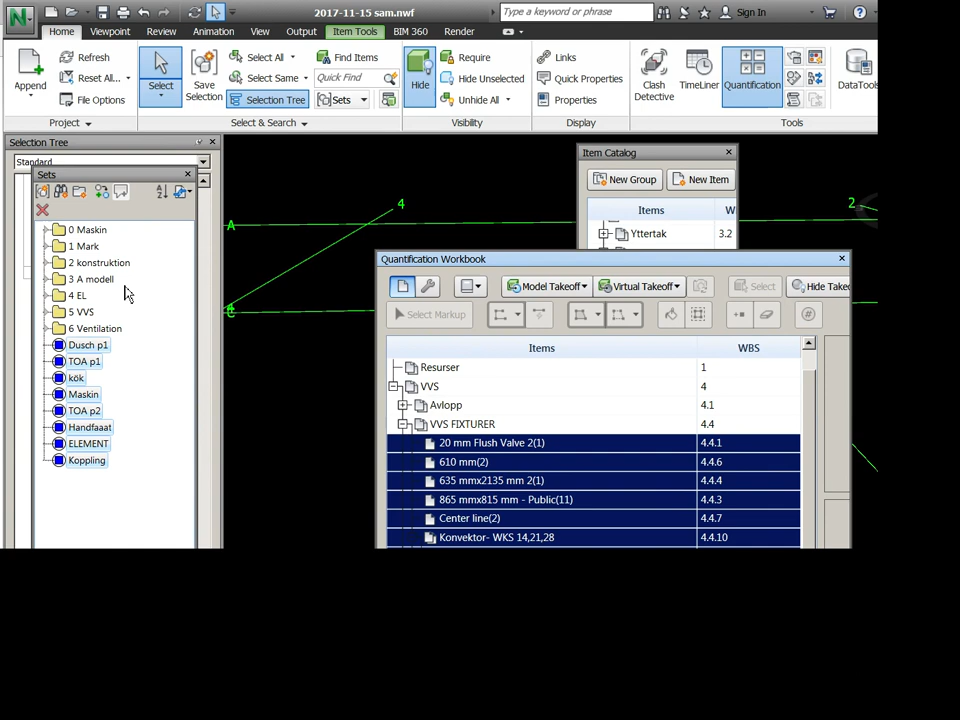 2017-11-15 sam.nwf
Type a keyword or phrase
Sign In
Home Viewpoint Review Animation View Output Item Tools BIM 360 Render
Append
Refresh
Reset All...
File Options
Project
Select
Save Selection
Select All
Select Same
Selection Tree
Find Items
Quick Find
Sets
Select & Search
Hide
Require
Hide Unselected
Unhide All
Visibility
Links
Quick Properties
Properties
Display
Clash Detective
TimeLiner
Quantification
DataTools
Tools
Selection Tree
Standard
Sets
0 Maskin
1 Mark
2 konstruktion
3 A modell
4 EL
5 VVS
6 Ventilation
Dusch p1
TOA p1
kök
Maskin
TOA p2
Handfaaat
ELEMENT
Koppling
A
4
2
Item Catalog
New Group
New Item
Items
W
Yttertak 3.2
Quantification Workbook
Model Takeoff
Virtual Takeoff
Select
Hide Takeo
Select Markup
Items WBS
Resurser 1
VVS 4
Avlopp 4.1
VVS FIXTURER 4.4
20 mm Flush Valve 2(1) 4.4.1
610 mm(2) 4.4.6
635 mmx2135 mm 2(1) 4.4.4
865 mmx815 mm - Public(11) 4.4.3
Center line(2) 4.4.7
Konvektor- WKS 14,21,28 4.4.10